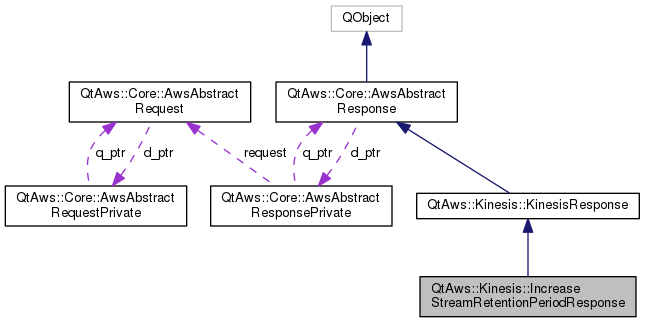 QObject
QtAws::Core::AwsAbstract
Request
QtAws::Core::AwsAbstract
Response
q_ptr
d_ptr
request
q_ptr
d_ptr
QtAws::Core::AwsAbstract
RequestPrivate
QtAws::Core::AwsAbstract
ResponsePrivate
QtAws::Kinesis::KinesisResponse
QtAws::Kinesis::Increase
StreamRetentionPeriodResponse